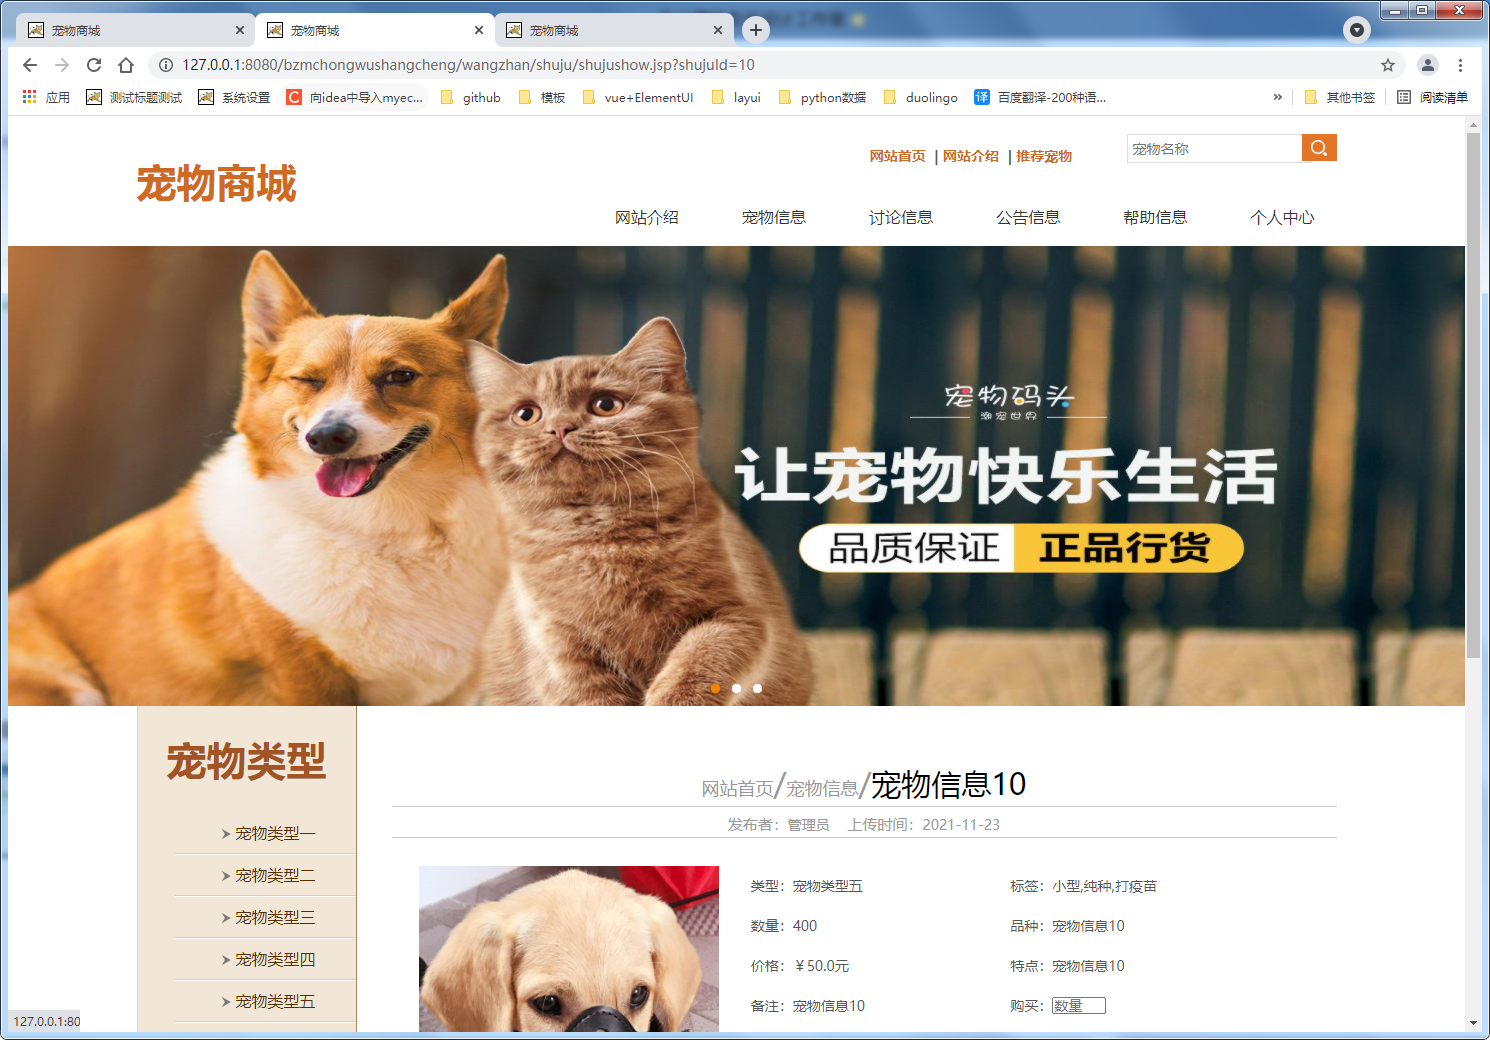 宠物商城
宠物商城
宠物商城
127.0.0.1:8080/bzmchongwushangcheng/wangzhan/shuju/shujushow.jsp?shujuId=10
应用 测试标题测试 系统设置 向idea中导入myec... github 模板 vue+ElementUI layui python数据 duolingo 译 百度翻译-200种语... » 其他书签 阅读清单
网站首页 | 网站介绍 | 推荐宠物 宠物名称
宠物商城
网站介绍 宠物信息 讨论信息 公告信息 帮助信息 个人中心
宠物码头
潮宠世界
让宠物快乐生活
品质保证 正品行货
宠物类型
宠物类型一
宠物类型二
宠物类型三
宠物类型四
宠物类型五
网站首页/宠物信息/宠物信息10
发布者：管理员 上传时间：2021-11-23
类型：宠物类型五 标签：小型,纯种,打疫苗
数量：400 品种：宠物信息10
价格：￥50.0元 特点：宠物信息10
备注：宠物信息10 购买：数量
127.0.0.1:80